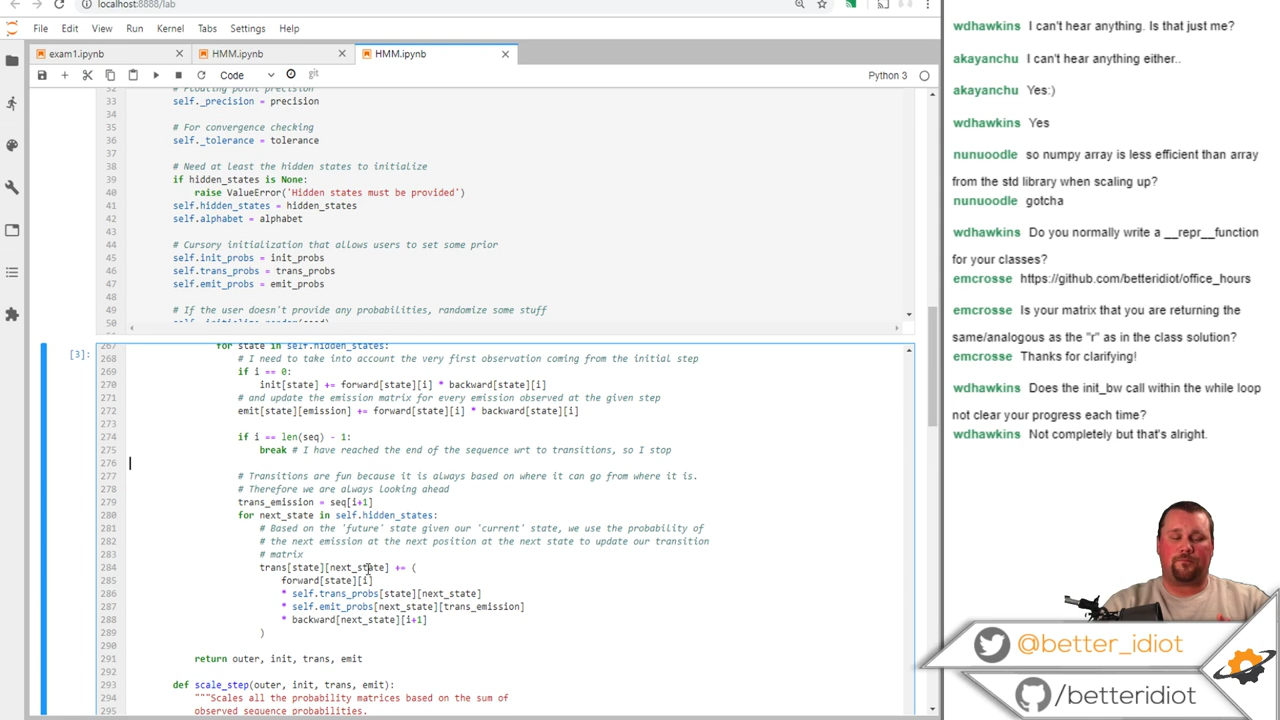 localhost:8888/lab
File Edit View Run Kernel Tabs Settings Help
exam1.ipynb HMM.ipynb HMM.ipynb
Code git Python 3
32 # Floating point precision
33 self._precision = precision
34
35 # For convergence checking
36 self._tolerance = tolerance
37
38 # Need at least the hidden states to initialize
39 if hidden_states is None:
40 raise ValueError('Hidden states must be provided')
41 self.hidden_states = hidden_states
42 self.alphabet = alphabet
43
44 # Cursory initialization that allows users to set some prior
45 self.init_probs = init_probs
46 self.trans_probs = trans_probs
47 self.emit_probs = emit_probs
48
49 # If the user doesn't provide any probabilities, randomize some stuff
50
[3]:
267 for state in self.hidden_states:
268 # I need to take into account the very first observation coming from the initial step
269 if i == 0:
270 init[state] += forward[state][i] * backward[state][i]
271 # and update the emission matrix for every emission observed at the given step
272 emit[state][emission] += forward[state][i] * backward[state][i]
273
274 if i == len(seq) - 1:
275 break # I have reached the end of the sequence wrt to transitions, so I stop
276
277 # Transitions are fun because it is always based on where it can go from where it is.
278 # Therefore we are always looking ahead
279 trans_emission = seq[i+1]
280 for next_state in self.hidden_states:
281 # Based on the 'future' state given our 'current' state, we use the probability of
282 # the next emission at the next position at the next state to update our transition
283 # matrix
284 trans[state][next_state] += (
285 forward[state][i]
286 * self.trans_probs[state][next_state]
287 * self.emit_probs[next_state][trans_emission]
288 * backward[next_state][i+1]
289 )
290
291 return outer, init, trans, emit
292
293 def scale_step(outer, init, trans, emit):
294 """Scales all the probability matrices based on the sum of
295 observed sequence probabilities.
wdhawkins I can't hear anything. Is that just me?
akayanchu I can't hear anything either..
akayanchu Yes:)
wdhawkins Yes
nunuoodle so numpy array is less efficient than array
from the std library when scaling up?
nunuoodle gotcha
wdhawkins Do you normally write a __repr__function
for your classes?
emcrosse https://github.com/betteridiot/office_hours
emcrosse Is your matrix that you are returning the
same/analogous as the "r" as in the class solution?
emcrosse Thanks for clarifying!
wdhawkins Does the init_bw call within the while loop
not clear your progress each time?
wdhawkins Not completely but that's alright.
@better_idiot
/betteridiot